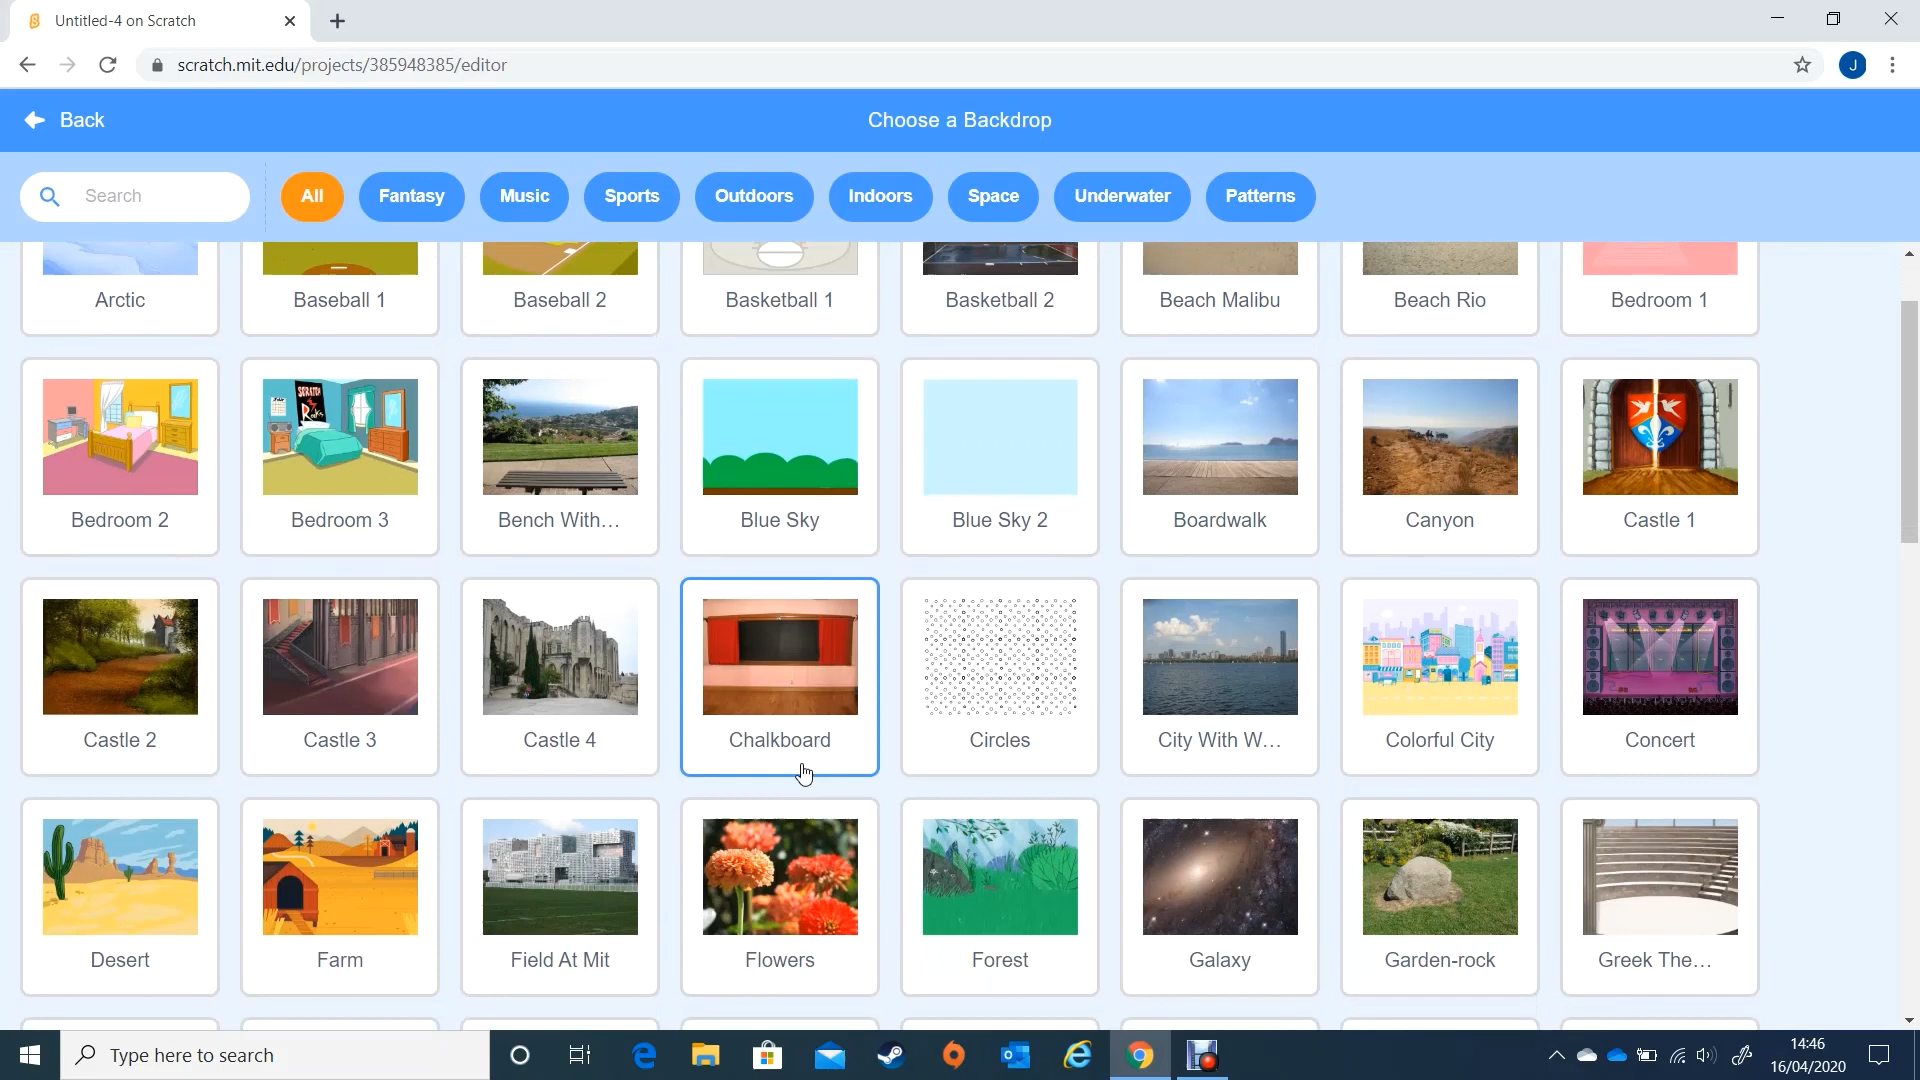 Untitled-4 on Scratch
scratch.mit.edu/projects/385948385/editor
J
Back
Choose a Backdrop
Search
All
Fantasy
Music
Sports
Outdoors
Indoors
Space
Underwater
Patterns
Arctic
Baseball 1
Baseball 2
Basketball 1
Basketball 2
Beach Malibu
Beach Rio
Bedroom 1
SCRATCH
Rocks
Bedroom 2
Bedroom 3
Bench With...
Blue Sky
Blue Sky 2
Boardwalk
Canyon
Castle 1
Castle 2
Castle 3
Castle 4
Chalkboard
Circles
City With W...
Colorful City
Concert
Desert
Farm
Field At Mit
Flowers
Forest
Galaxy
Garden-rock
Greek The...
Type here to search
14:46
16/04/2020